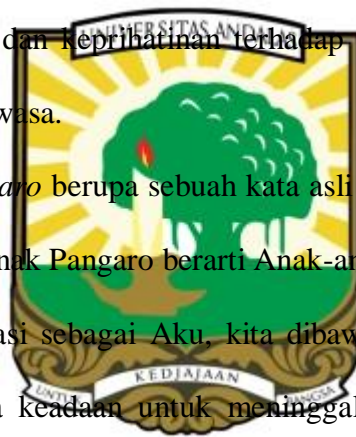 UNIVERSITAS ANDALAS
dan keprihatinan terhadap
wasa.
aro berupa sebuah kata asli
nak Pangaro berarti Anak-an
asi sebagai Aku, kita dibaw
KEDJAJAAN
UNTUK BANGSA
keadaan untuk meninggal